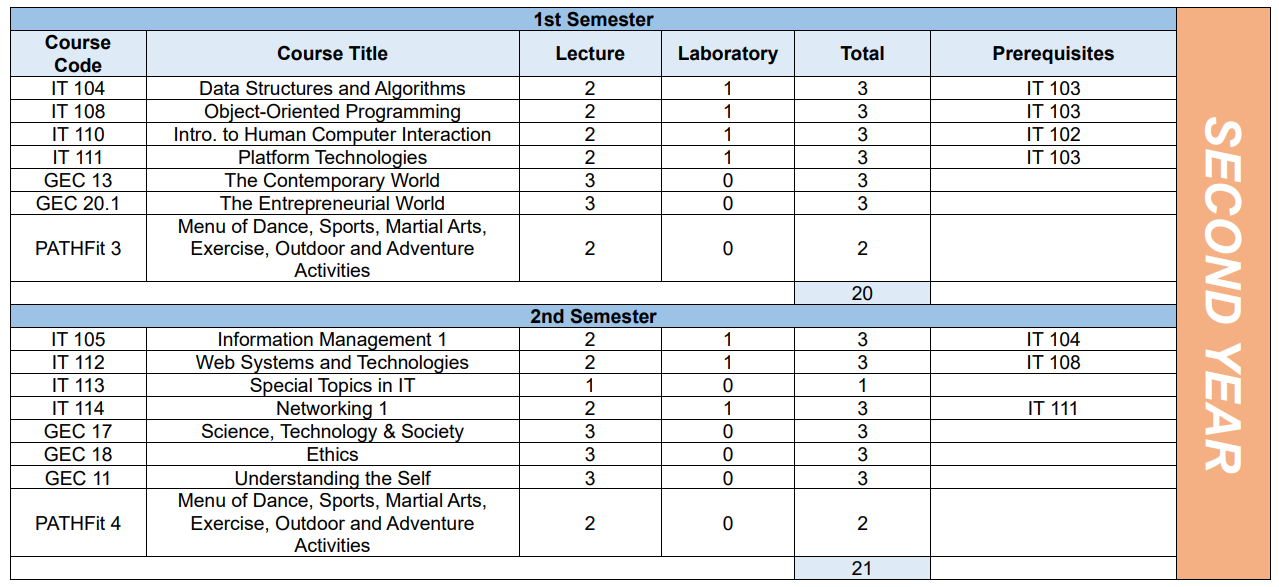 1st Semester
Course Code Course Title Lecture Laboratory Total Prerequisites
IT 104 Data Structures and Algorithms 2 1 3 IT 103
IT 108 Object-Oriented Programming 2 1 3 IT 103
IT 110 Intro. to Human Computer Interaction 2 1 3 IT 102
IT 111 Platform Technologies 2 1 3 IT 103
GEC 13 The Contemporary World 3 0 3
GEC 20.1 The Entrepreneurial World 3 0 3
PATHFit 3 Menu of Dance, Sports, Martial Arts, Exercise, Outdoor and Adventure Activities 2 0 2
20
2nd Semester
IT 105 Information Management 1 2 1 3 IT 104
IT 112 Web Systems and Technologies 2 1 3 IT 108
IT 113 Special Topics in IT 1 0 1
IT 114 Networking 1 2 1 3 IT 111
GEC 17 Science, Technology & Society 3 0 3
GEC 18 Ethics 3 0 3
GEC 11 Understanding the Self 3 0 3
PATHFit 4 Menu of Dance, Sports, Martial Arts, Exercise, Outdoor and Adventure Activities 2 0 2
21
SECOND YEAR